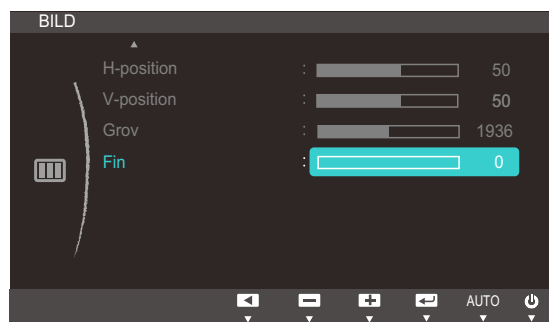 BILD
H-position : 50
V-position : 50
Grov : 1936
Fin : 0
AUTO